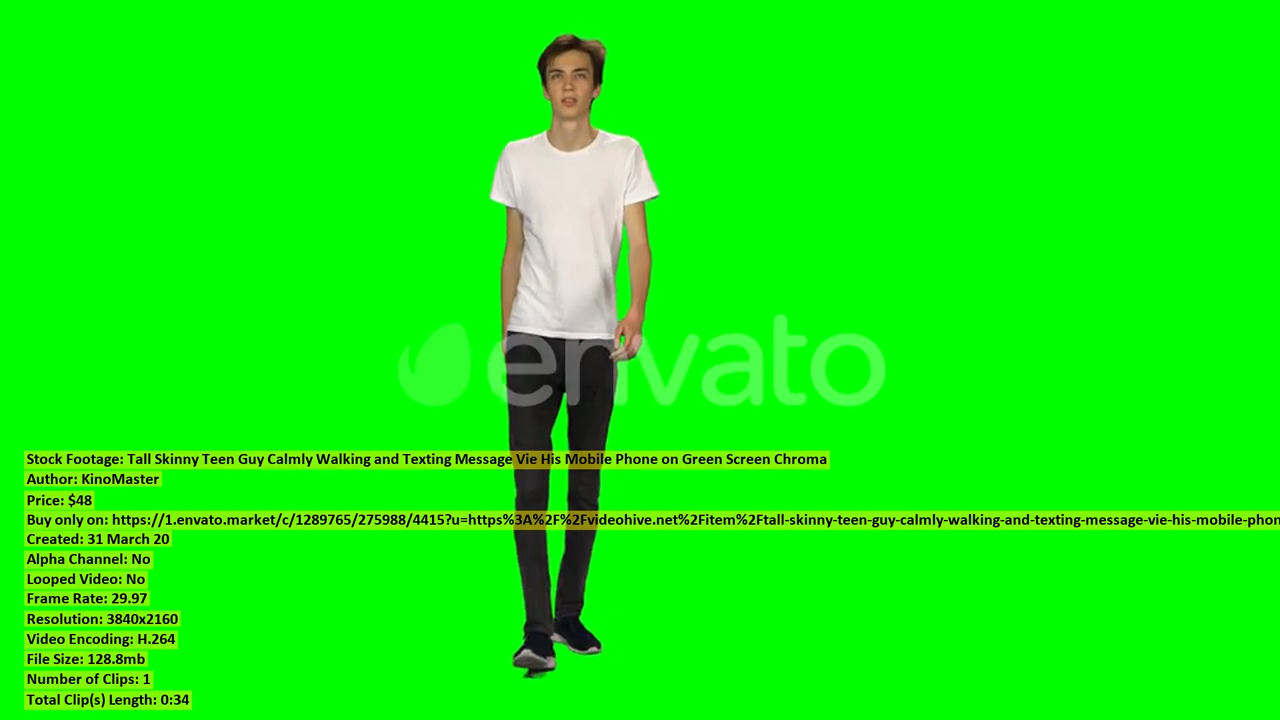 envato
Stock Footage: Tall Skinny Teen Guy Calmly Walking and Texting Message Vie His Mobile Phone on Green Screen Chroma
Author: KinoMaster
Price: $48
Buy only on: https://1.envato.market/c/1289765/275988/4415?u=https%3A%2F%2Fvideohive.net%2Fitem%2Ftall-skinny-teen-guy-calmly-walking-and-texting-message-vie-his-mobile-phon
Created: 31 March 20
Alpha Channel: No
Looped Video: No
Frame Rate: 29.97
Resolution: 3840x2160
Video Encoding: H.264
File Size: 128.8mb
Number of Clips: 1
Total Clip(s) Length: 0:34